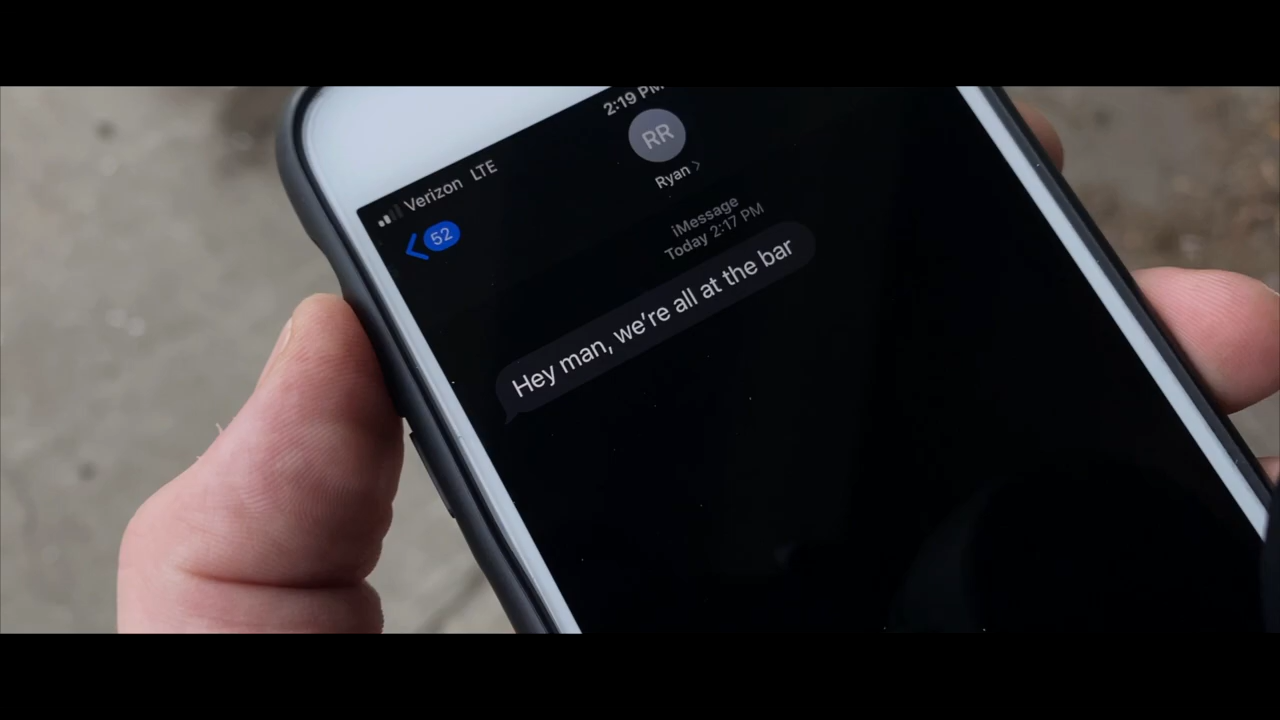 2:19 PM
Verizon LTE
52
RR
Ryan
iMessage
Today 2:17 PM
Hey man, we're all at the bar